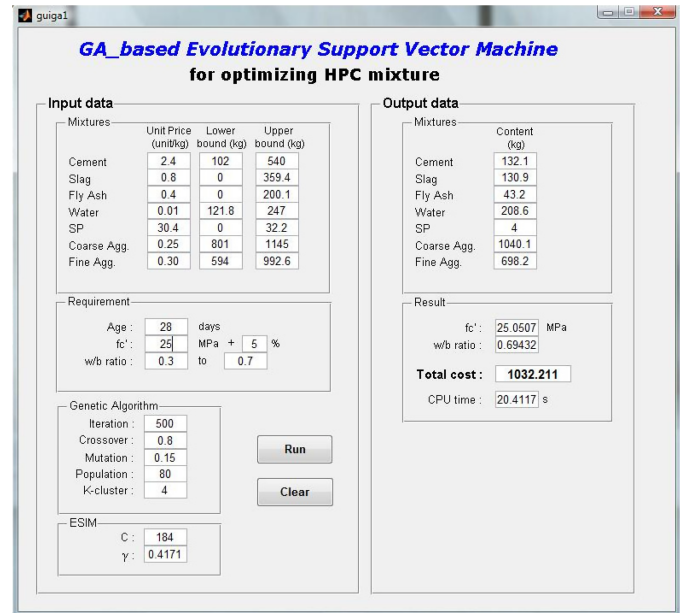 guiga1
GA_based Evolutionary Support Vector Machine
for optimizing HPC mixture
Input data
Mixtures
Unit Price (unit/kg) Lower bound (kg) Upper bound (kg)
Cement 2.4 102 540
Slag 0.8 0 359.4
Fly Ash 0.4 0 200.1
Water 0.01 121.8 247
SP 30.4 0 32.2
Coarse Agg. 0.25 801 1145
Fine Agg. 0.30 594 992.6
Requirement
Age : 28 days
fc' : 25 MPa + 5 %
w/b ratio : 0.3 to 0.7
Genetic Algorithm
Iteration : 500
Crossover : 0.8
Mutation : 0.15
Population : 80
K-cluster : 4
Run
Clear
ESIM
C : 184
γ : 0.4171
Output data
Mixtures
Content (kg)
Cement 132.1
Slag 130.9
Fly Ash 43.2
Water 208.6
SP 4
Coarse Agg. 1040.1
Fine Agg. 698.2
Result
fc' : 25.0507 MPa
w/b ratio : 0.69432
Total cost : 1032.211
CPU time : 20.4117 s